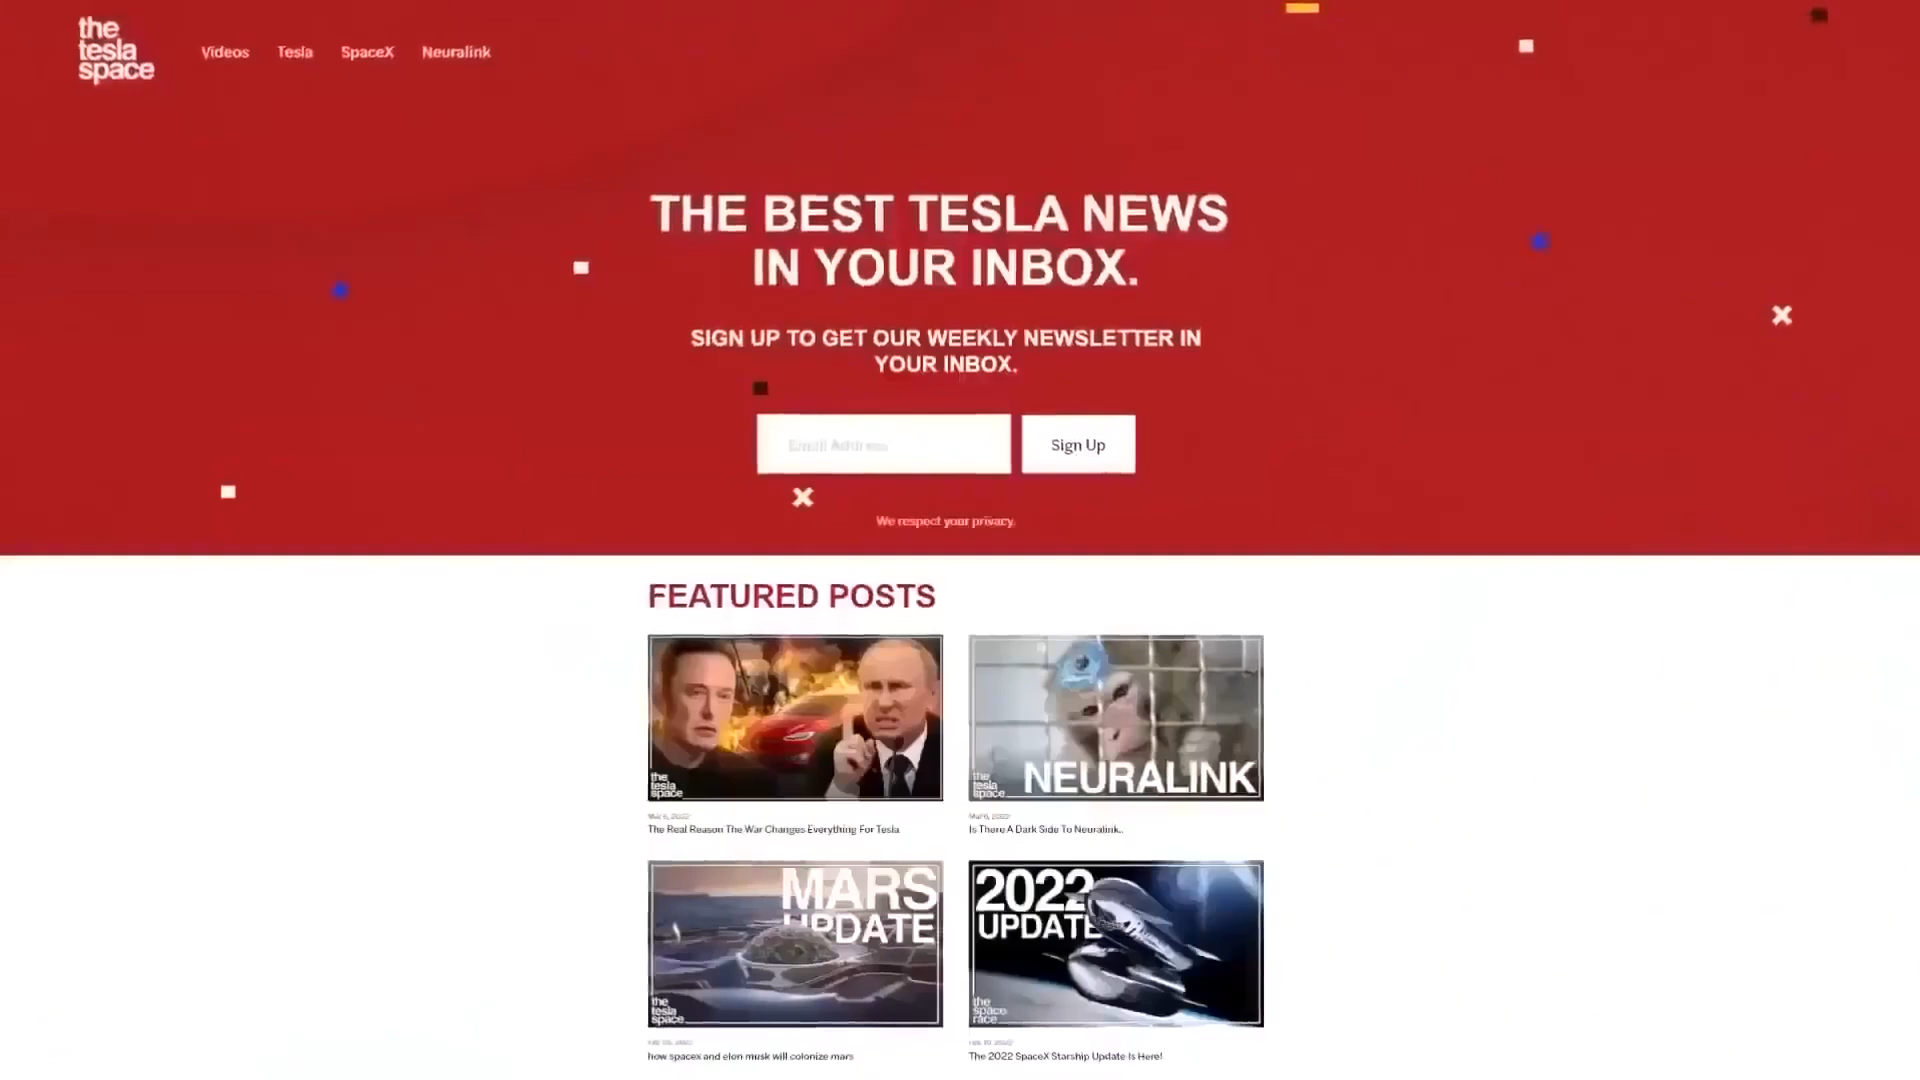 the
tesla
space
Videos Tesla SpaceX Neuralink
THE BEST TESLA NEWS
IN YOUR INBOX.
SIGN UP TO GET OUR WEEKLY NEWSLETTER IN
YOUR INBOX.
Email Address
Sign Up
We respect your privacy.
FEATURED POSTS
the
tesla
space
the
tesla
space
NEURALINK
The Real Reason The War Changes Everything For Tesla
Is There A Dark Side To Neuralink..
MARS
UPDATE
the
tesla
space
2022
UPDATE
the
space
race
how spacex and elon musk will colonize mars
The 2022 SpaceX Starship Update Is Here!